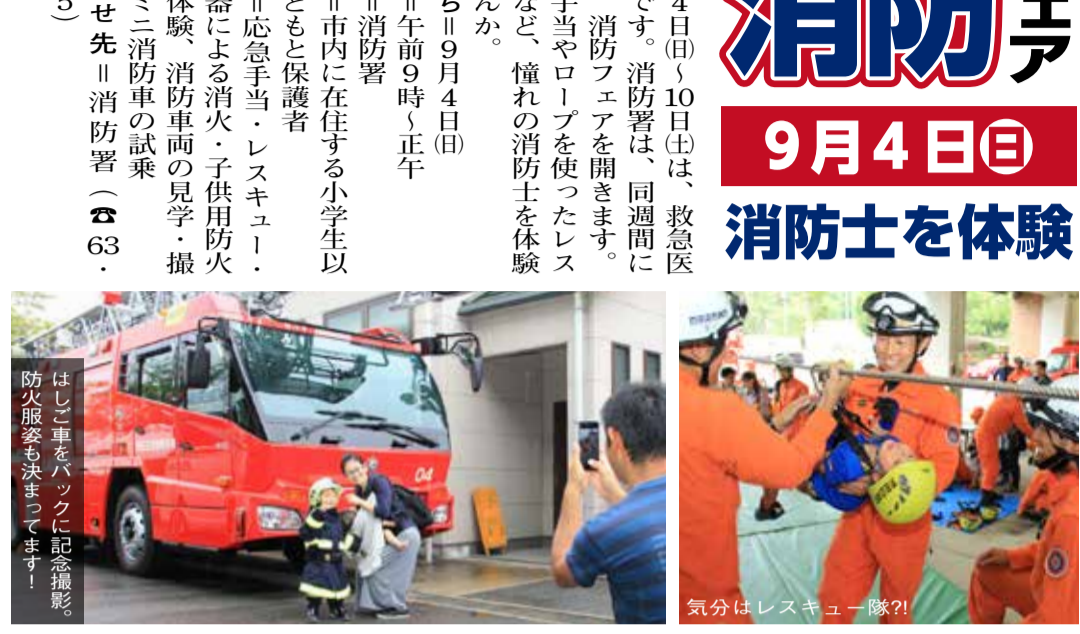 消防
ェア
9月4日㊐
消防士を体験
4日㈰～10日㈯は、救急医
です。消防署は、同週間に
消防フェアを開きます。
手当やロープを使ったレス
など、憧れの消防士を体験
んか。
ち＝9月4日㈰
＝午前9時～正午
＝消防署
＝市内に在住する小学生以
ともと保護者
＝応急手当・レスキュー・
器による消火・子供用防火
体験、消防車両の見学・撮
ミニ消防車の試乗
せ先＝消防署（☎63・
5）
はしご車をバックに記念撮影。
防火服姿も決まってます！
04
気分はレスキュー隊?!